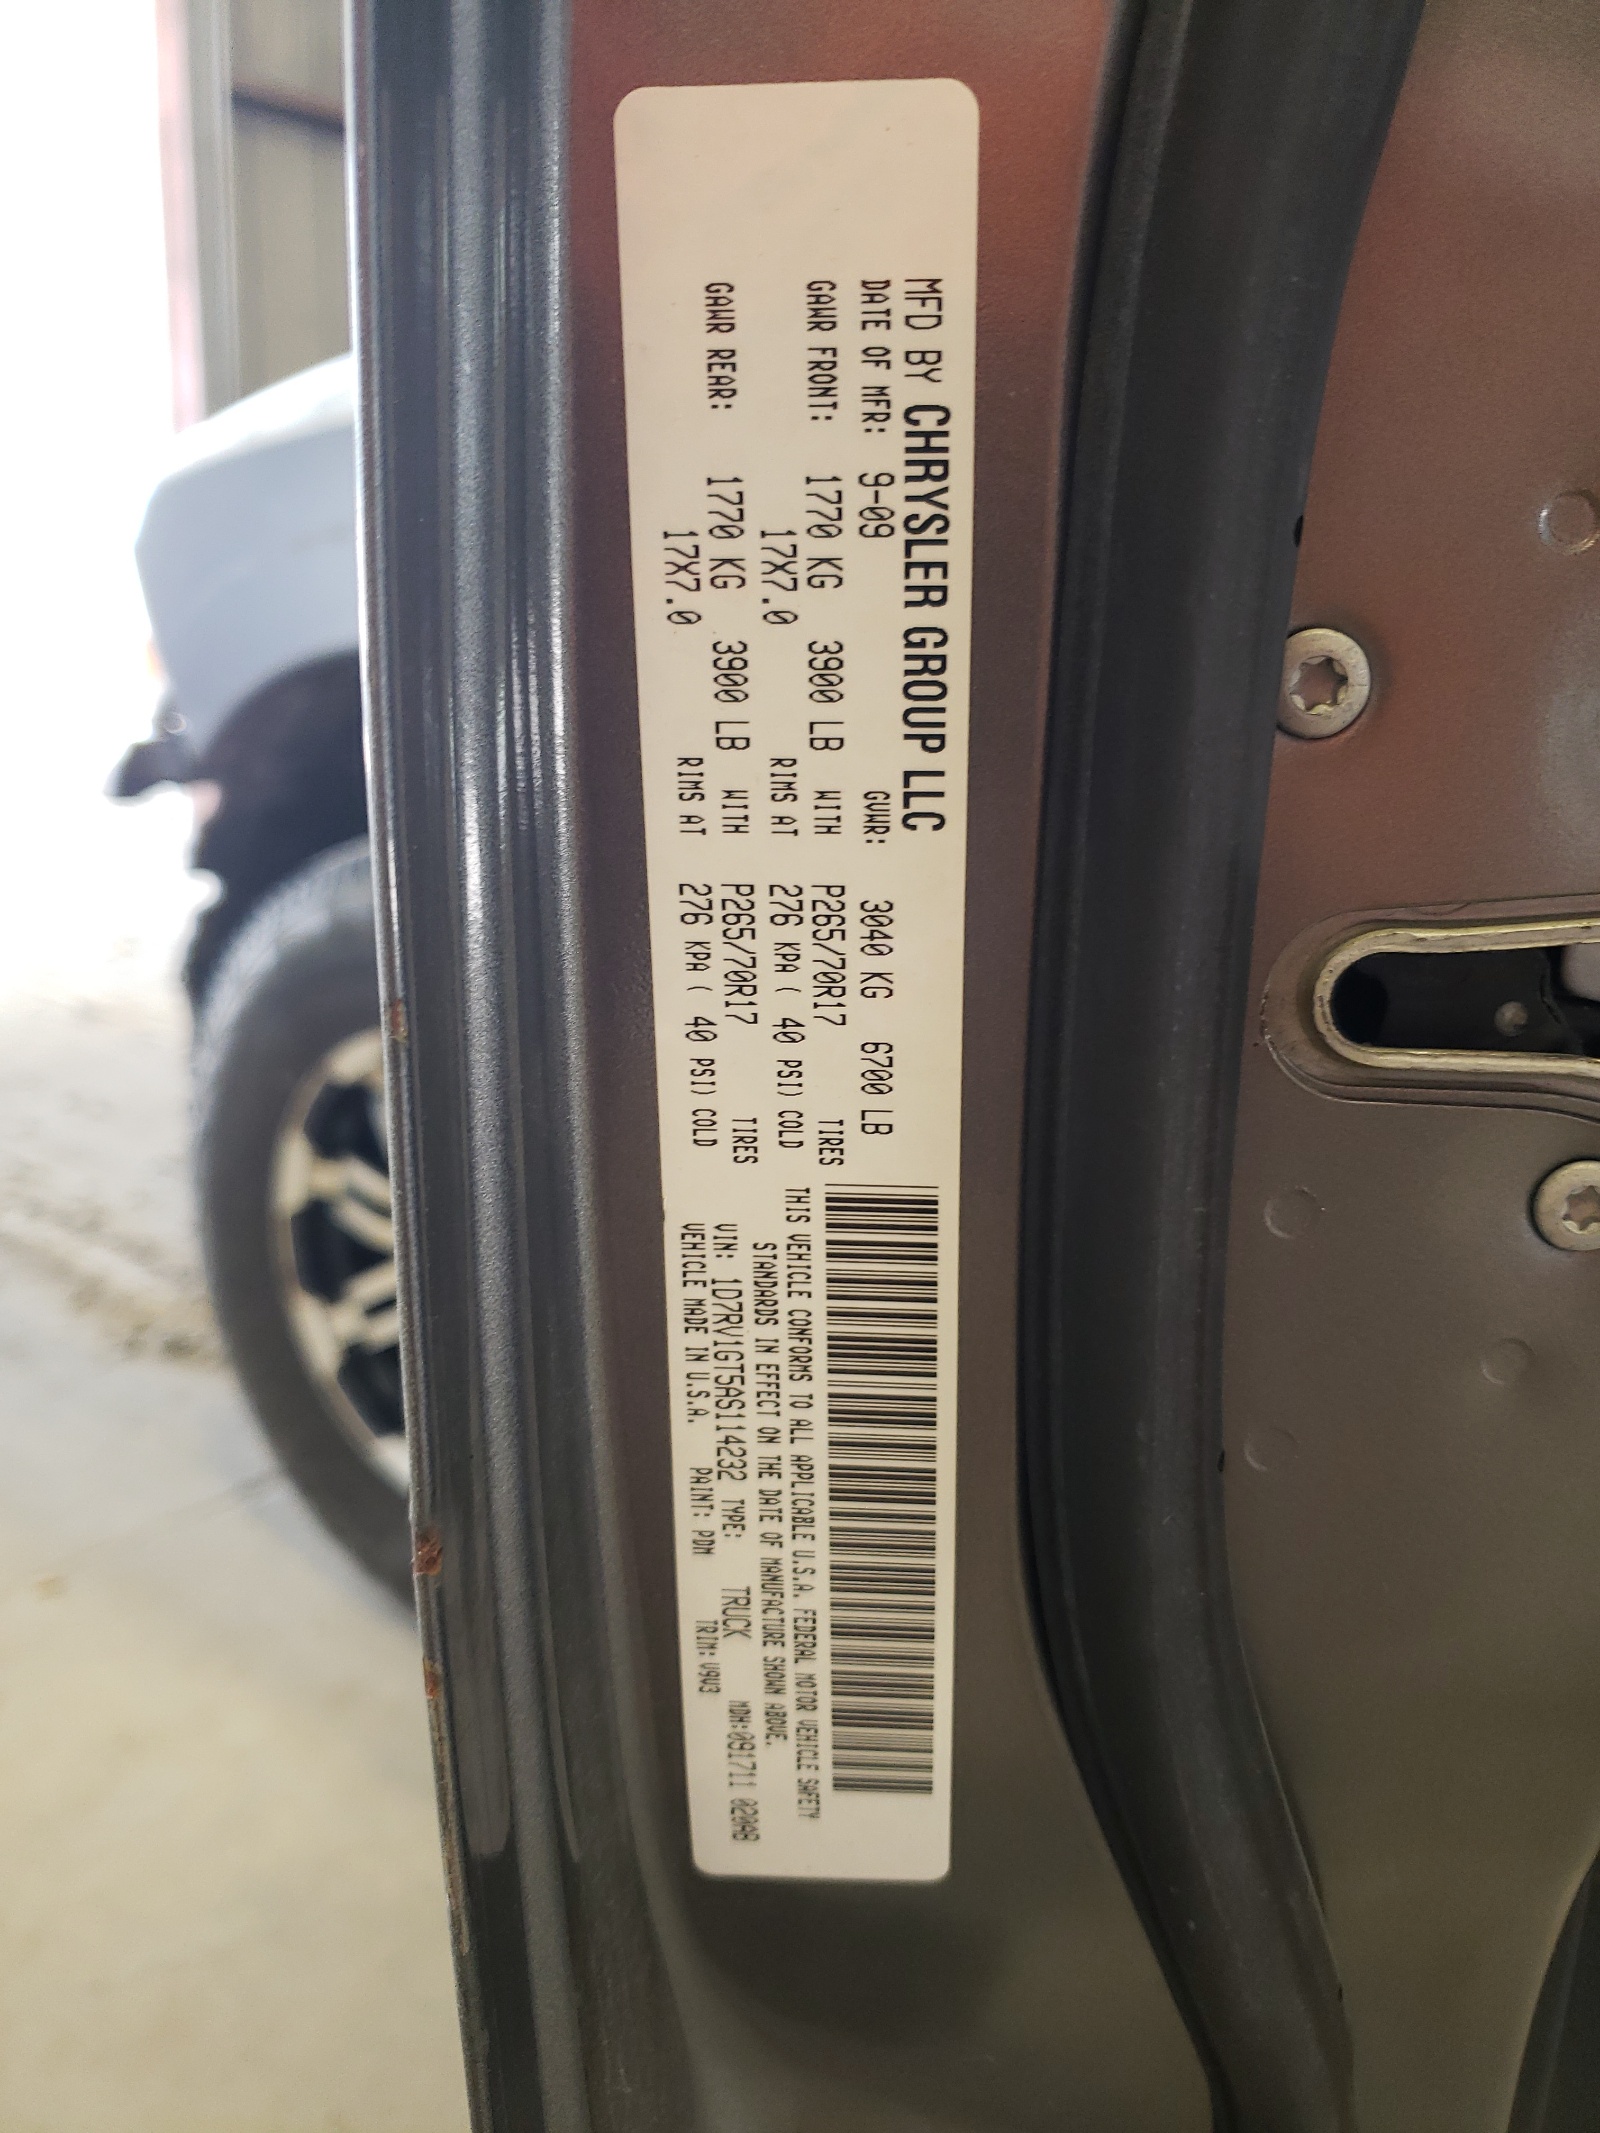 MFD BY CHRYSLER GROUP LLC
DATE OF MFR: 9-09 GVWR: 3040 KG 6700 LB
GAWR FRONT: 1770 KG 3900 LB WITH P265/70R17 TIRES
17X7.0 RIMS AT 276 KPA ( 40 PSI) COLD
GAWR REAR: 1770 KG 3900 LB WITH P265/70R17 TIRES
17X7.0 RIMS AT 276 KPA ( 40 PSI) COLD
THIS VEHICLE CONFORMS TO ALL APPLICABLE U.S.A. FEDERAL MOTOR VEHICLE SAFETY
STANDARDS IN EFFECT ON THE DATE OF MANUFACTURE SHOWN ABOVE.
VIN: 1D7RV1GT5AS114232 TYPE: TRUCK MDH:091711 020AB
VEHICLE MADE IN U.S.A. PAINT: PDM TRIM: V9V3